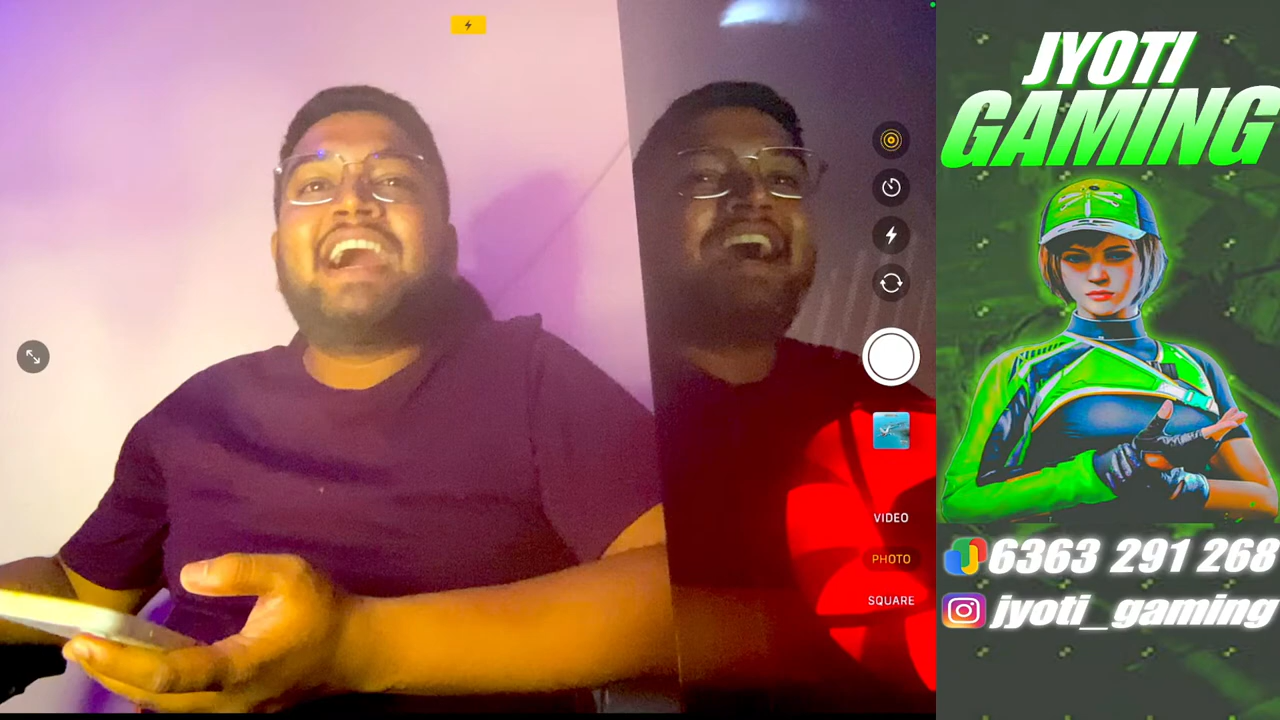 JYOTI
GAMING
VIDEO
PHOTO
SQUARE
6363 291 268
jyoti_gaming